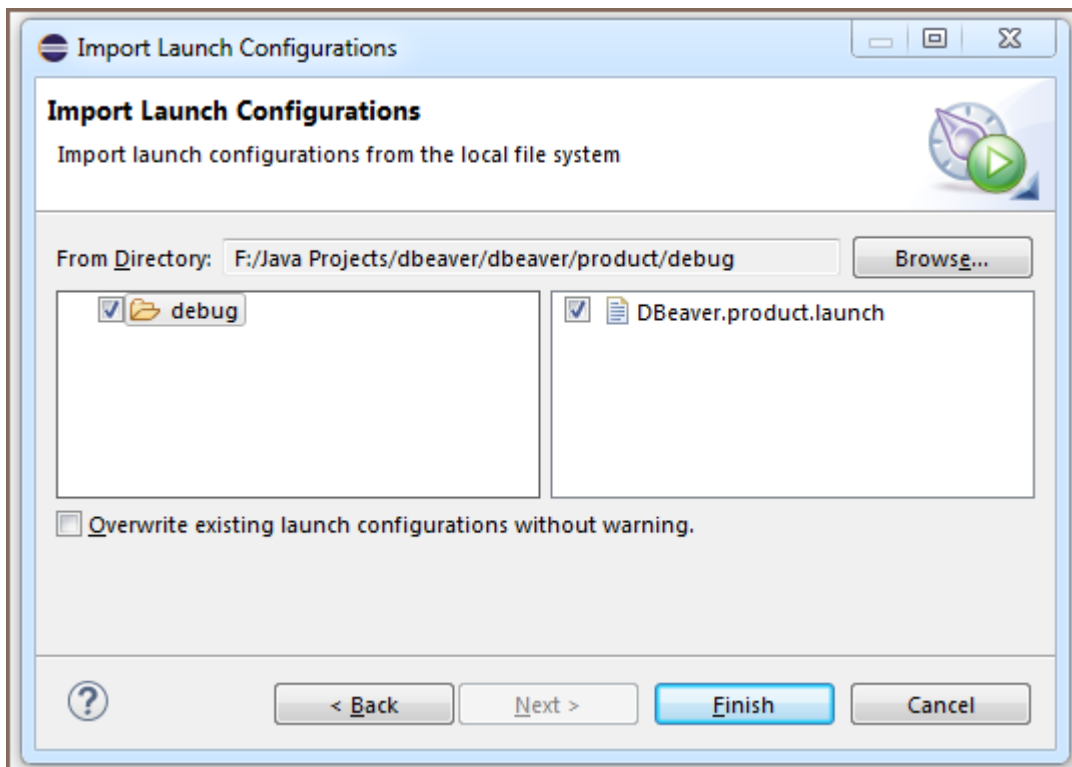 Import Launch Configurations
Import Launch Configurations
Import launch configurations from the local file system
From Directory: F:/Java Projects/dbeaver/dbeaver/product/debug Browse...
debug DBeaver.product.launch
Overwrite existing launch configurations without warning.
? < Back Next > Finish Cancel